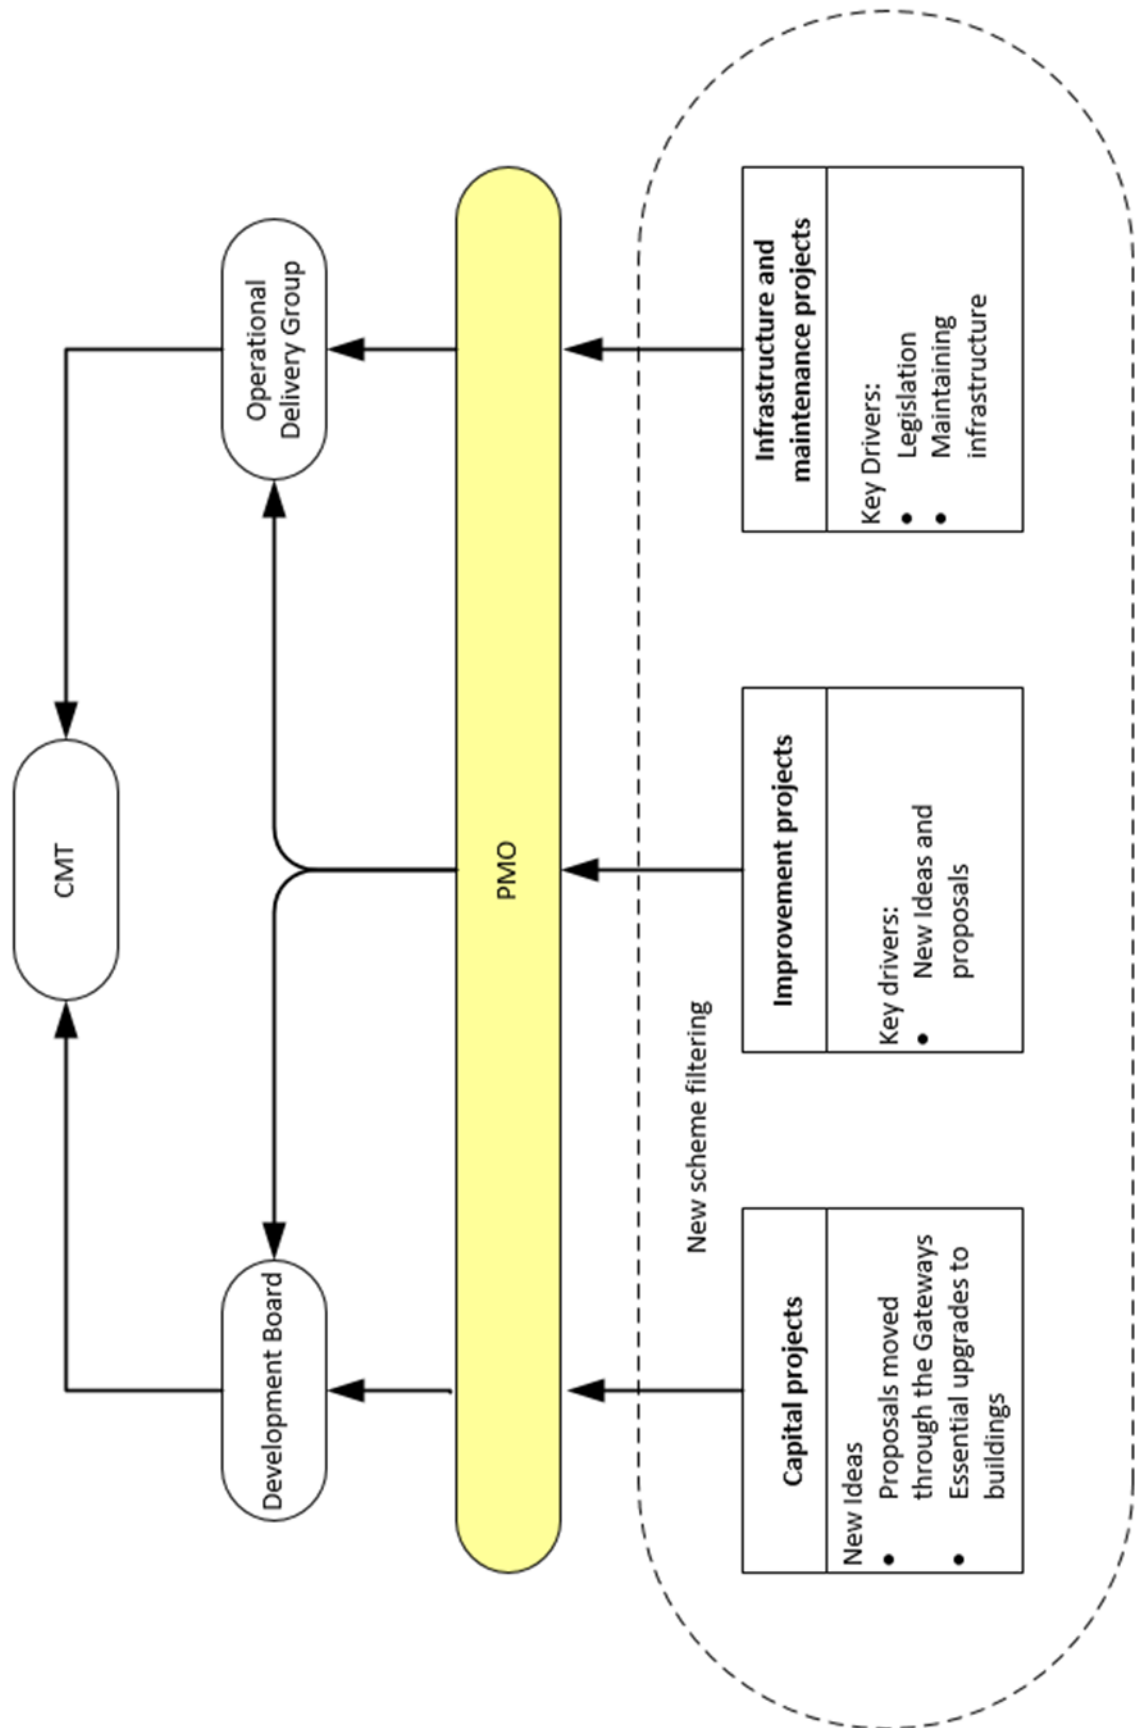 CMT
Development Board
Operational
Delivery Group
PMO
New scheme filtering
Capital projects
New Ideas
• Proposals moved
through the Gateways
• Essential upgrades to
buildings
Improvement projects
Key drivers:
• New Ideas and
proposals
Infrastructure and
maintenance projects
Key Drivers:
• Legislation
• Maintaining
infrastructure